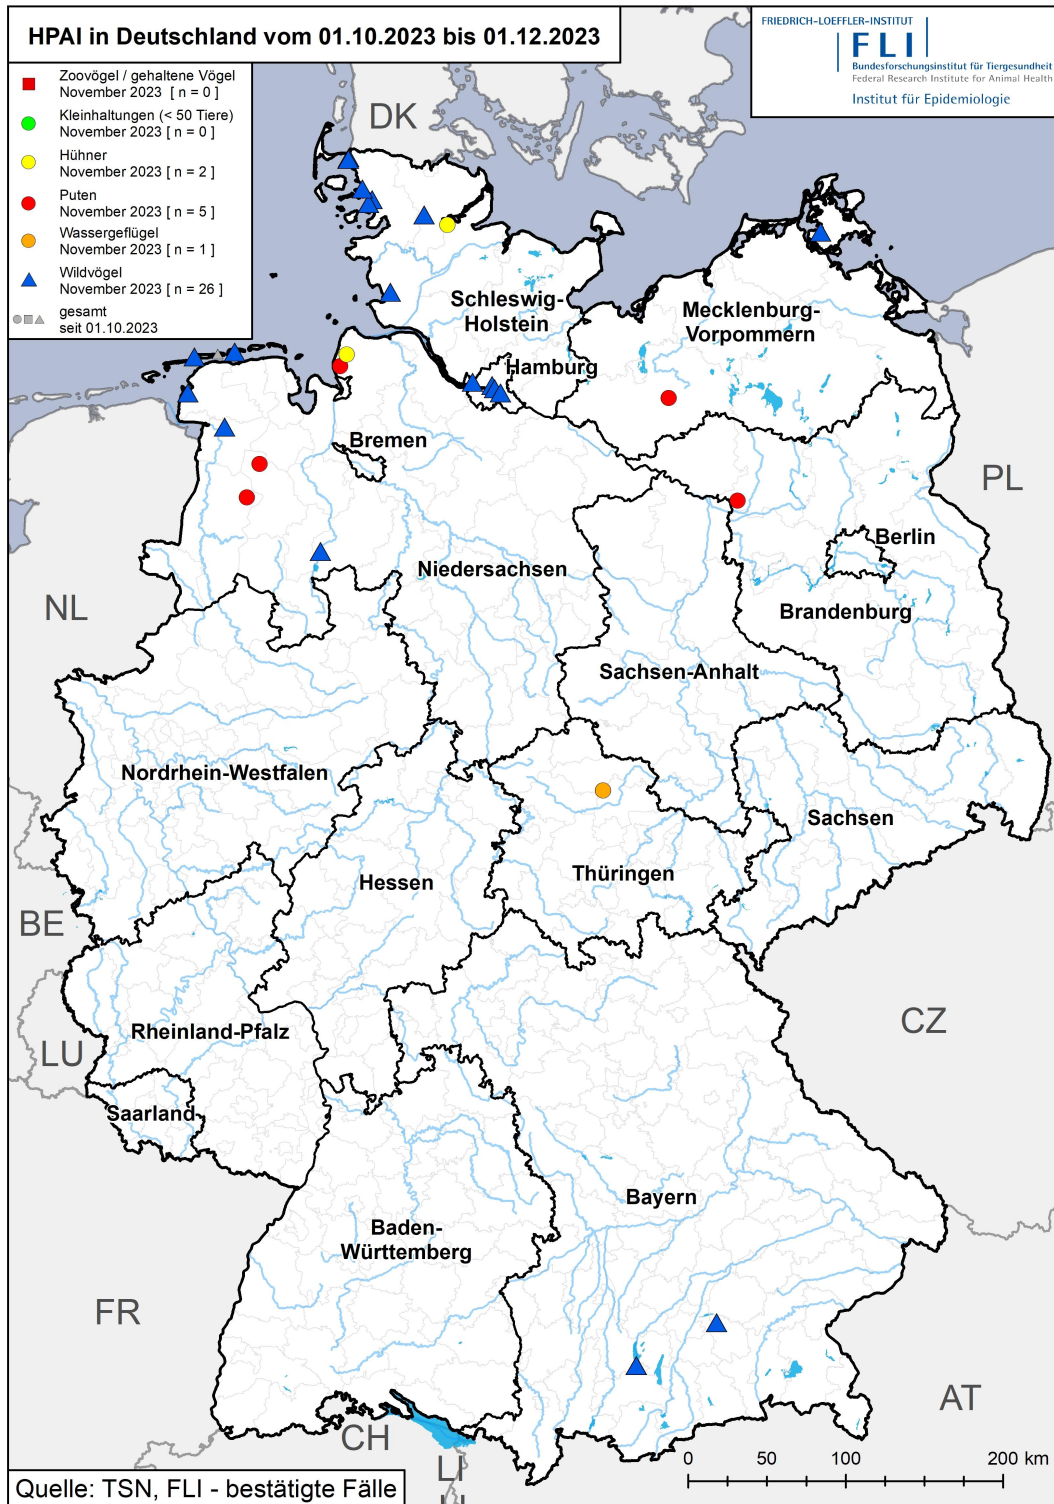 HPAI in Deutschland vom 01.10.2023 bis 01.12.2023
FRIEDRICH-LOEFFLER-INSTITUT
FLI
Bundesforschungsinstitut für Tiergesundheit
Federal Research Institute for Animal Health
Institut für Epidemiologie
Zoovögel / gehaltene Vögel
November 2023 [ n = 0 ]
Kleinhaltungen (< 50 Tiere)
November 2023 [ n = 0 ]
Hühner
November 2023 [ n = 2 ]
Puten
November 2023 [ n = 5 ]
Wassergeflügel
November 2023 [ n = 1 ]
Wildvögel
November 2023 [ n = 26 ]
gesamt
seit 01.10.2023
DK
Schleswig-
Holstein
Mecklenburg-
Vorpommern
Hamburg
Bremen
PL
Berlin
Niedersachsen
NL
Brandenburg
Sachsen-Anhalt
Nordrhein-Westfalen
Sachsen
Hessen
Thüringen
BE
CZ
Rheinland-Pfalz
LU
Saarland
Bayern
Baden-
Württemberg
FR
AT
CH
LI
0 50 100 200 km
Quelle: TSN, FLI - bestätigte Fälle